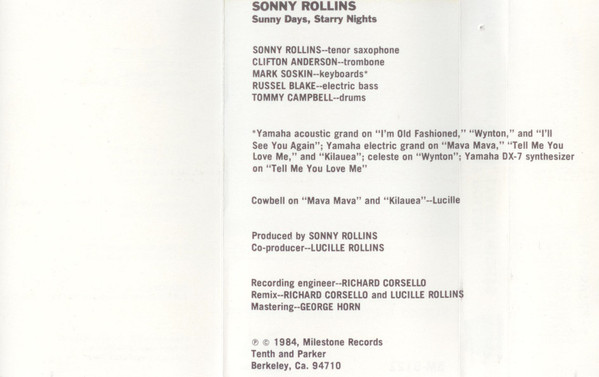 SONNY ROLLINS
Sunny Days, Starry Nights
SONNY ROLLINS--tenor saxophone
CLIFTON ANDERSON--trombone
MARK SOSKIN--keyboards*
RUSSEL BLAKE--electric bass
TOMMY CAMPBELL--drums
*Yamaha acoustic grand on "I'm Old Fashioned," "Wynton," and "I'll
See You Again"; Yamaha electric grand on "Mava Mava," "Tell Me You
Love Me," and "Kilauea"; celeste on "Wynton"; Yamaha DX-7 synthesizer
on "Tell Me You Love Me"
Cowbell on "Mava Mava" and "Kilauea"--Lucille
Produced by SONNY ROLLINS
Co-producer--LUCILLE ROLLINS
Recording engineer--RICHARD CORSELLO
Remix--RICHARD CORSELLO and LUCILLE ROLLINS
Mastering--GEORGE HORN
℗ © 1984, Milestone Records
Tenth and Parker
Berkeley, Ca. 94710